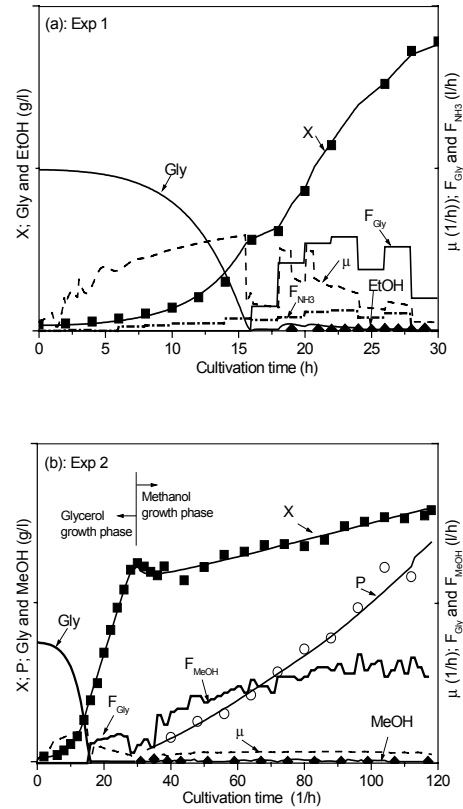 (a): Exp 1
X; Gly and EtOH (g/l)
μ (1/h)); F_Gly and F_NH3 (l/h)
Gly
X
F_Gly
μ
F_NH3
EtOH
0 5 10 15 20 25 30
Cultivation time (h)
(b): Exp 2
X; P; Gly and MeOH (g/l)
μ (1/h); F_Gly and F_MeOH (l/h)
Methanol
growth phase
Glycerol
growth phase
X
Gly
P
F_MeOH
F_Gly
MeOH
μ
0 20 40 60 80 100 120
Cultivation time (1/h)